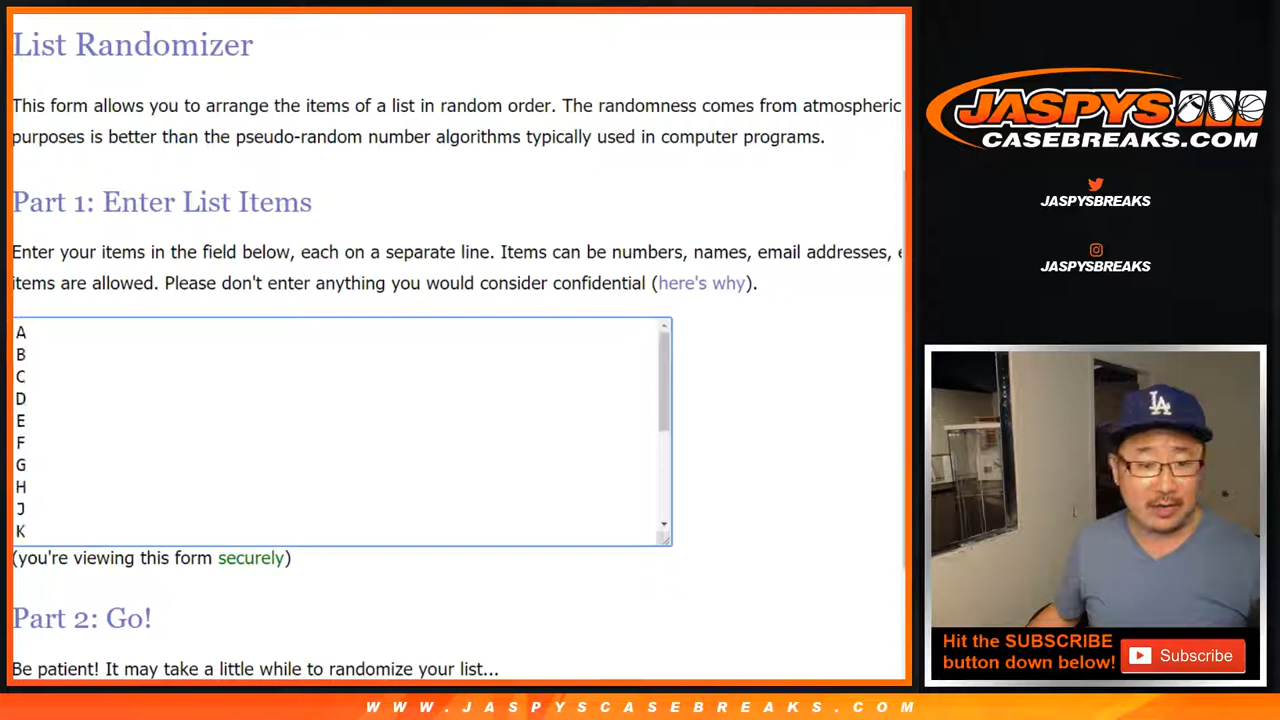 List Randomizer
This form allows you to arrange the items of a list in random order. The randomness comes from atmospheric
purposes is better than the pseudo-random number algorithms typically used in computer programs.
Part 1: Enter List Items
Enter your items in the field below, each on a separate line. Items can be numbers, names, email addresses,
items are allowed. Please don't enter anything you would consider confidential (here's why).
A
B
C
D
E
F
G
H
J
K
(you're viewing this form securely)
Part 2: Go!
Be patient! It may take a little while to randomize your list...
JASPYS
CASEBREAKS.COM
JASPYSBREAKS
JASPYSBREAKS
LA
Hit the SUBSCRIBE
button down below!
Subscribe
WWW.JASPYSCASEBREAKS.COM